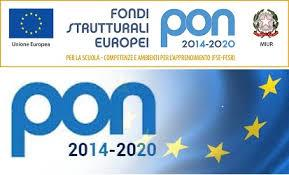 FONDI
STRUTTURALI
EUROPEI
pon
2014-2020
Unione Europea
MIUR
PER LA SCUOLA - COMPETENZE E AMBIENTI PER L'APPRENDIMENTO (FSE-FESR)
pon
2014-2020